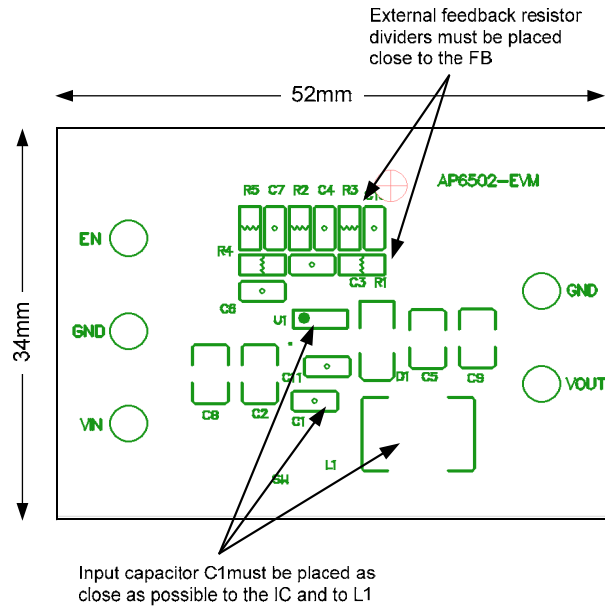 External feedback resistor
dividers must be placed
close to the FB
52mm
34mm
AP6502-EVM
R5 C7 R2 C4 R3
EN
R4
C3 R1
C6
GND
U1
GND
C11
D1 C5 C9
VOUT
C8 C2 C1
VIN
L1
SW
Input capacitor C1must be placed as
close as possible to the IC and to L1